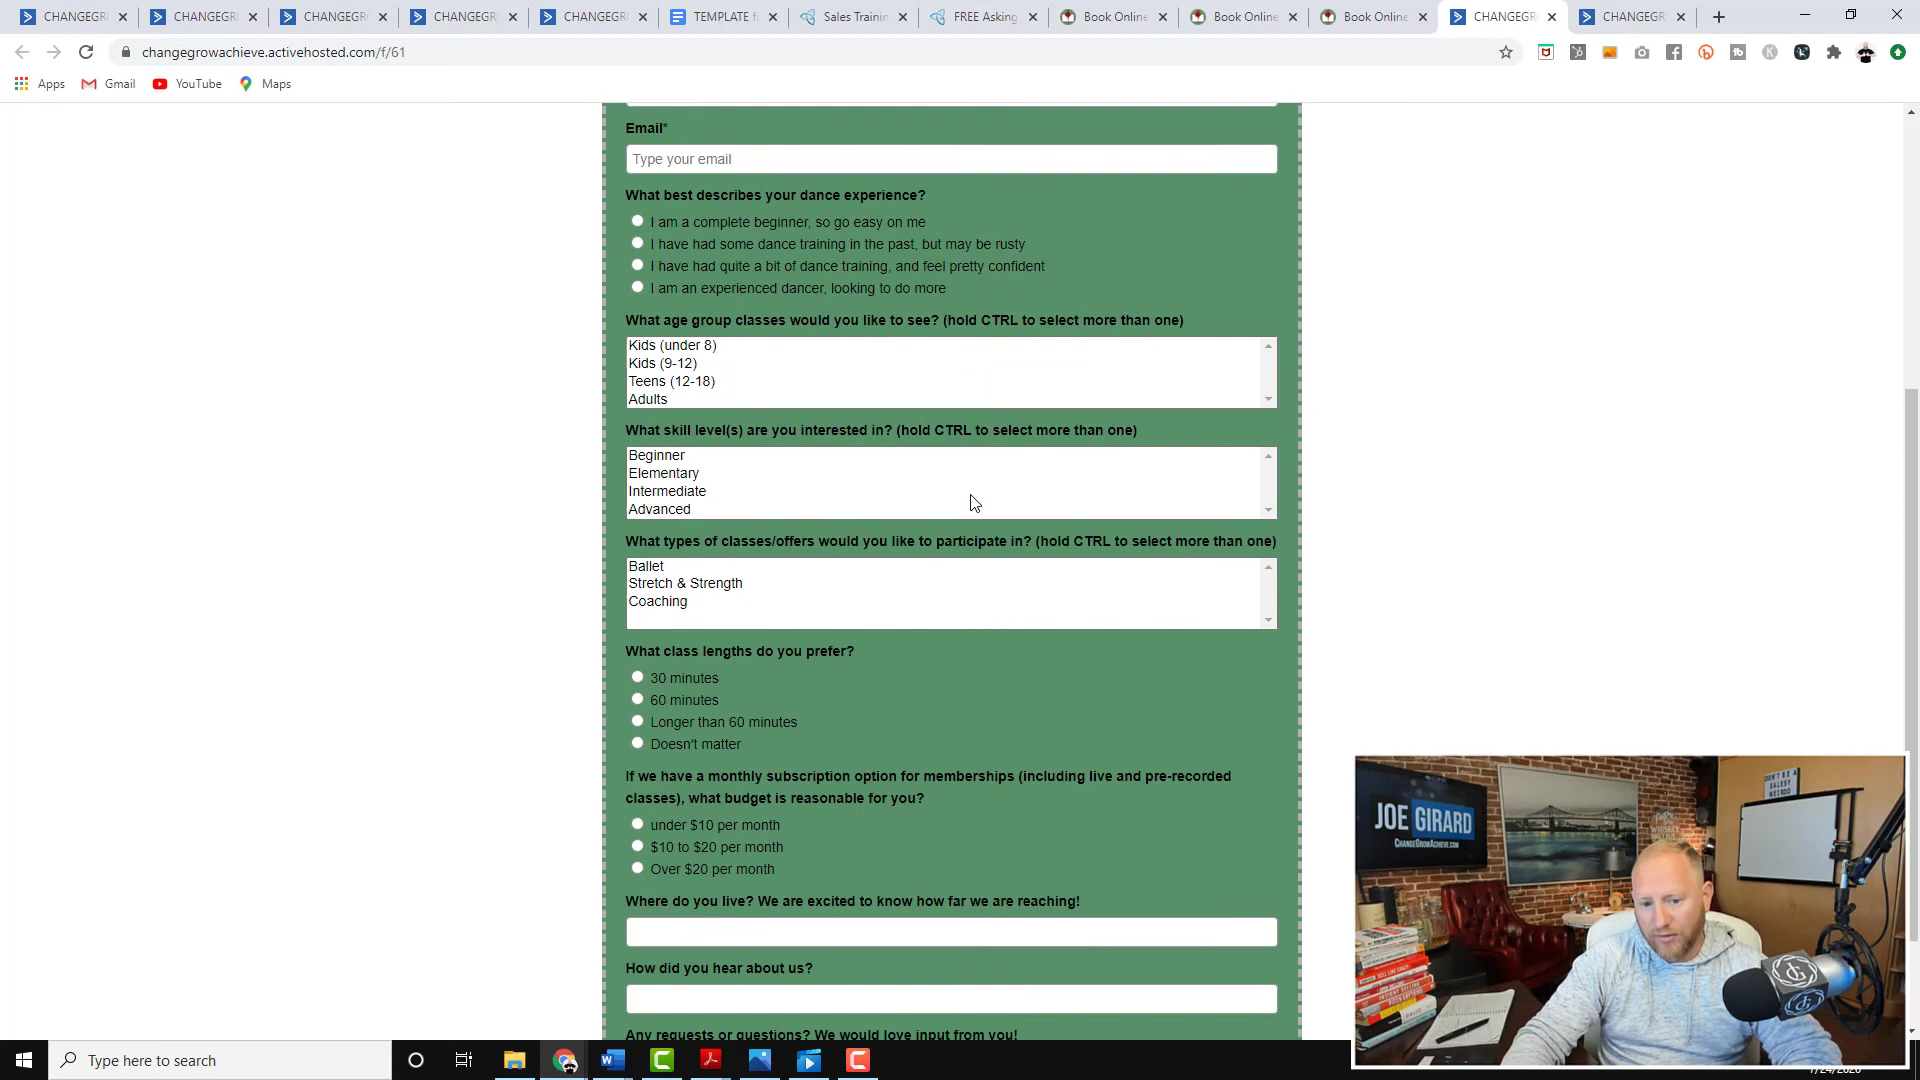 CHANGEGR
CHANGEGR
CHANGEGR
CHANGEGR
CHANGEGR
TEMPLATE
Sales Trainin
FREE Asking
Book Online
Book Online
Book Online
CHANGEGR
CHANGEGR
changegrowachieve.activehosted.com/f/61
Apps
Gmail
YouTube
Maps
Email*
Type your email
What best describes your dance experience?
I am a complete beginner, so go easy on me
I have had some dance training in the past, but may be rusty
I have had quite a bit of dance training, and feel pretty confident
I am an experienced dancer, looking to do more
What age group classes would you like to see? (hold CTRL to select more than one)
Kids (under 8)
Kids (9-12)
Teens (12-18)
Adults
What skill level(s) are you interested in? (hold CTRL to select more than one)
Beginner
Elementary
Intermediate
Advanced
What types of classes/offers would you like to participate in? (hold CTRL to select more than one)
Ballet
Stretch & Strength
Coaching
What class lengths do you prefer?
30 minutes
60 minutes
Longer than 60 minutes
Doesn't matter
If we have a monthly subscription option for memberships (including live and pre-recorded
classes), what budget is reasonable for you?
under $10 per month
$10 to $20 per month
Over $20 per month
Where do you live? We are excited to know how far we are reaching!
How did you hear about us?
Any requests or questions? We would love input from you!
JOE GIRARD
CHANGEGROWACHIEVE.COM
DON'T BE A
SALESY
WEIRDO
Type here to search